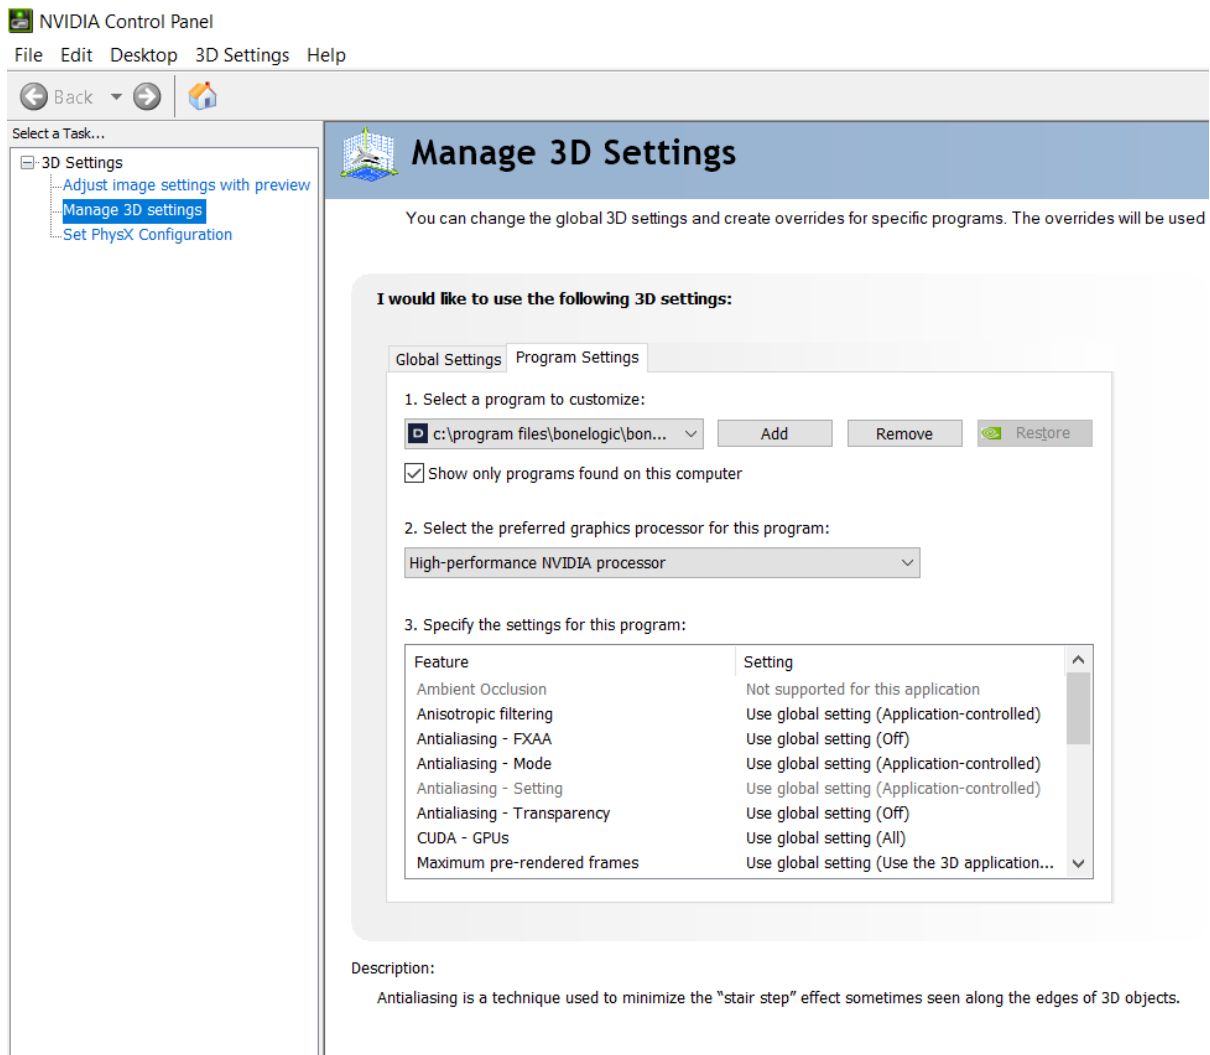 NVIDIA Control Panel
File Edit Desktop 3D Settings Help
Back
Select a Task...
3D Settings
Adjust image settings with preview
Manage 3D settings
Set PhysX Configuration
Manage 3D Settings
You can change the global 3D settings and create overrides for specific programs. The overrides will be used
I would like to use the following 3D settings:
Global Settings Program Settings
1. Select a program to customize:
c:\program files\bonelogic\bon... Add Remove Restore
Show only programs found on this computer
2. Select the preferred graphics processor for this program:
High-performance NVIDIA processor
3. Specify the settings for this program:
Feature Setting
Ambient Occlusion Not supported for this application
Anisotropic filtering Use global setting (Application-controlled)
Antialiasing - FXAA Use global setting (Off)
Antialiasing - Mode Use global setting (Application-controlled)
Antialiasing - Setting Use global setting (Application-controlled)
Antialiasing - Transparency Use global setting (Off)
CUDA - GPUs Use global setting (All)
Maximum pre-rendered frames Use global setting (Use the 3D application...
Description:
Antialiasing is a technique used to minimize the “stair step” effect sometimes seen along the edges of 3D objects.